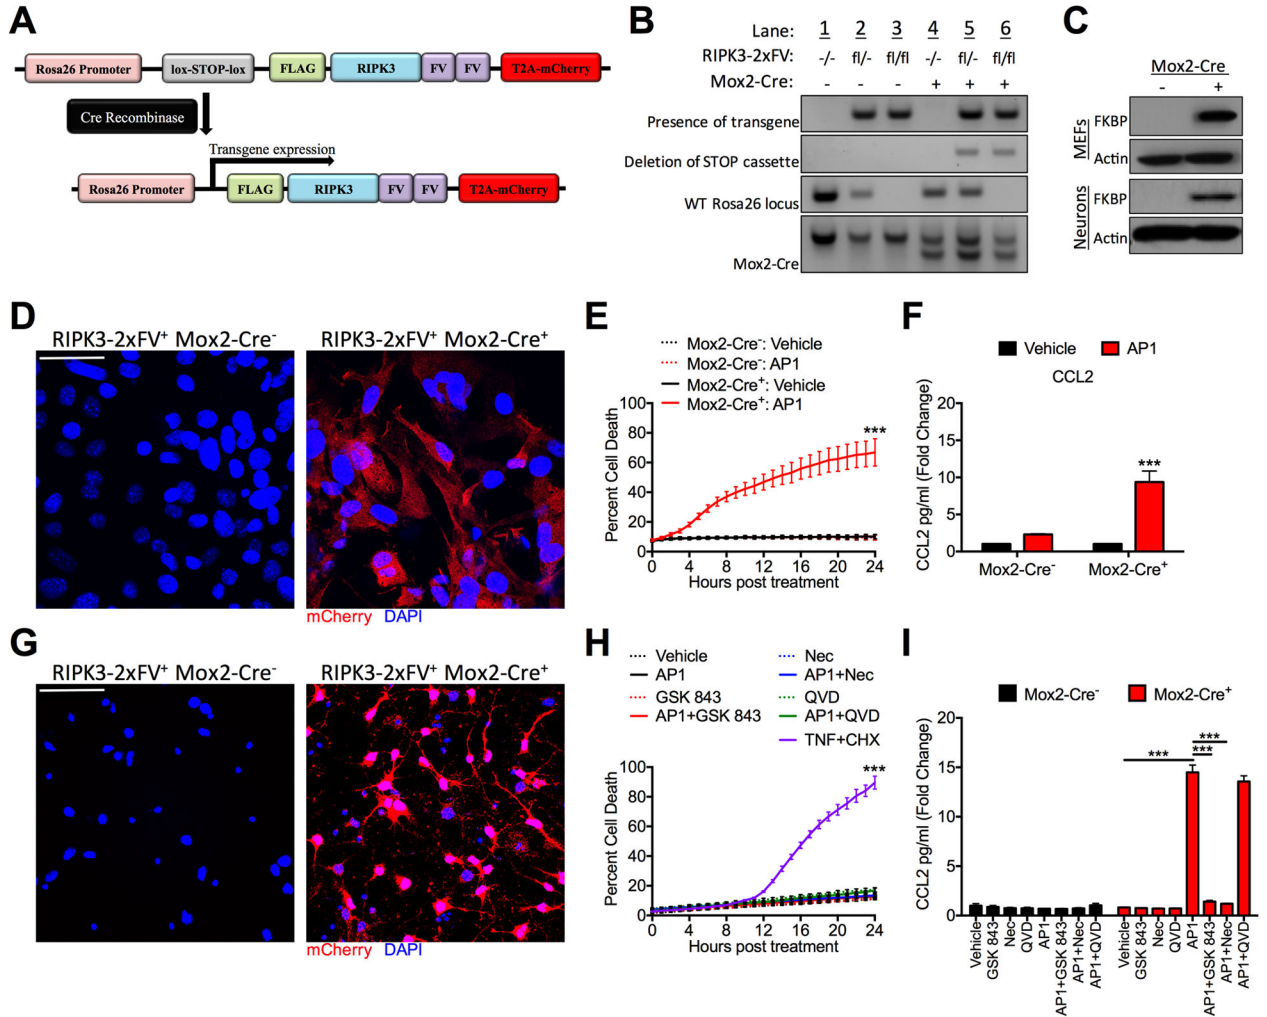 A
Rosa26 Promoter
lox-STOP-lox
FLAG
RIPK3
FV
FV
T2A-mCherry
Cre Recombinase
Transgene expression
Rosa26 Promoter
FLAG
RIPK3
FV
FV
T2A-mCherry
B
Lane: 1 2 3 4 5 6
RIPK3-2xFV: -/- fl/- fl/fl -/- fl/- fl/fl
Mox2-Cre: - - - + + +
Presence of transgene
Deletion of STOP cassette
WT Rosa26 locus
Mox2-Cre
C
Mox2-Cre
- +
MEFs
FKBP
Actin
Neurons
FKBP
Actin
D
RIPK3-2xFV+ Mox2-Cre-
RIPK3-2xFV+ Mox2-Cre+
mCherry DAPI
E
Mox2-Cre-: Vehicle
Mox2-Cre-: AP1
Mox2-Cre+: Vehicle
Mox2-Cre+: AP1
Percent Cell Death
100
80
60
40
20
0
***
0 4 8 12 16 20 24
Hours post treatment
F
Vehicle AP1
CCL2
CCL2 pg/ml (Fold Change)
20
15
10
5
0
***
Mox2-Cre- Mox2-Cre+
G
RIPK3-2xFV+ Mox2-Cre-
RIPK3-2xFV+ Mox2-Cre+
mCherry DAPI
H
Vehicle
AP1
GSK 843
AP1+GSK 843
Nec
AP1+Nec
QVD
AP1+QVD
TNF+CHX
Percent Cell Death
100
80
60
40
20
0
***
0 4 8 12 16 20 24
Hours post treatment
I
Mox2-Cre- Mox2-Cre+
CCL2 pg/ml (Fold Change)
20
15
10
5
0
***
***
***
Vehicle
GSK 843
Nec
QVD
AP1
AP1+GSK 843
AP1+Nec
AP1+QVD
Vehicle
GSK 843
Nec
QVD
AP1
AP1+GSK 843
AP1+Nec
AP1+QVD